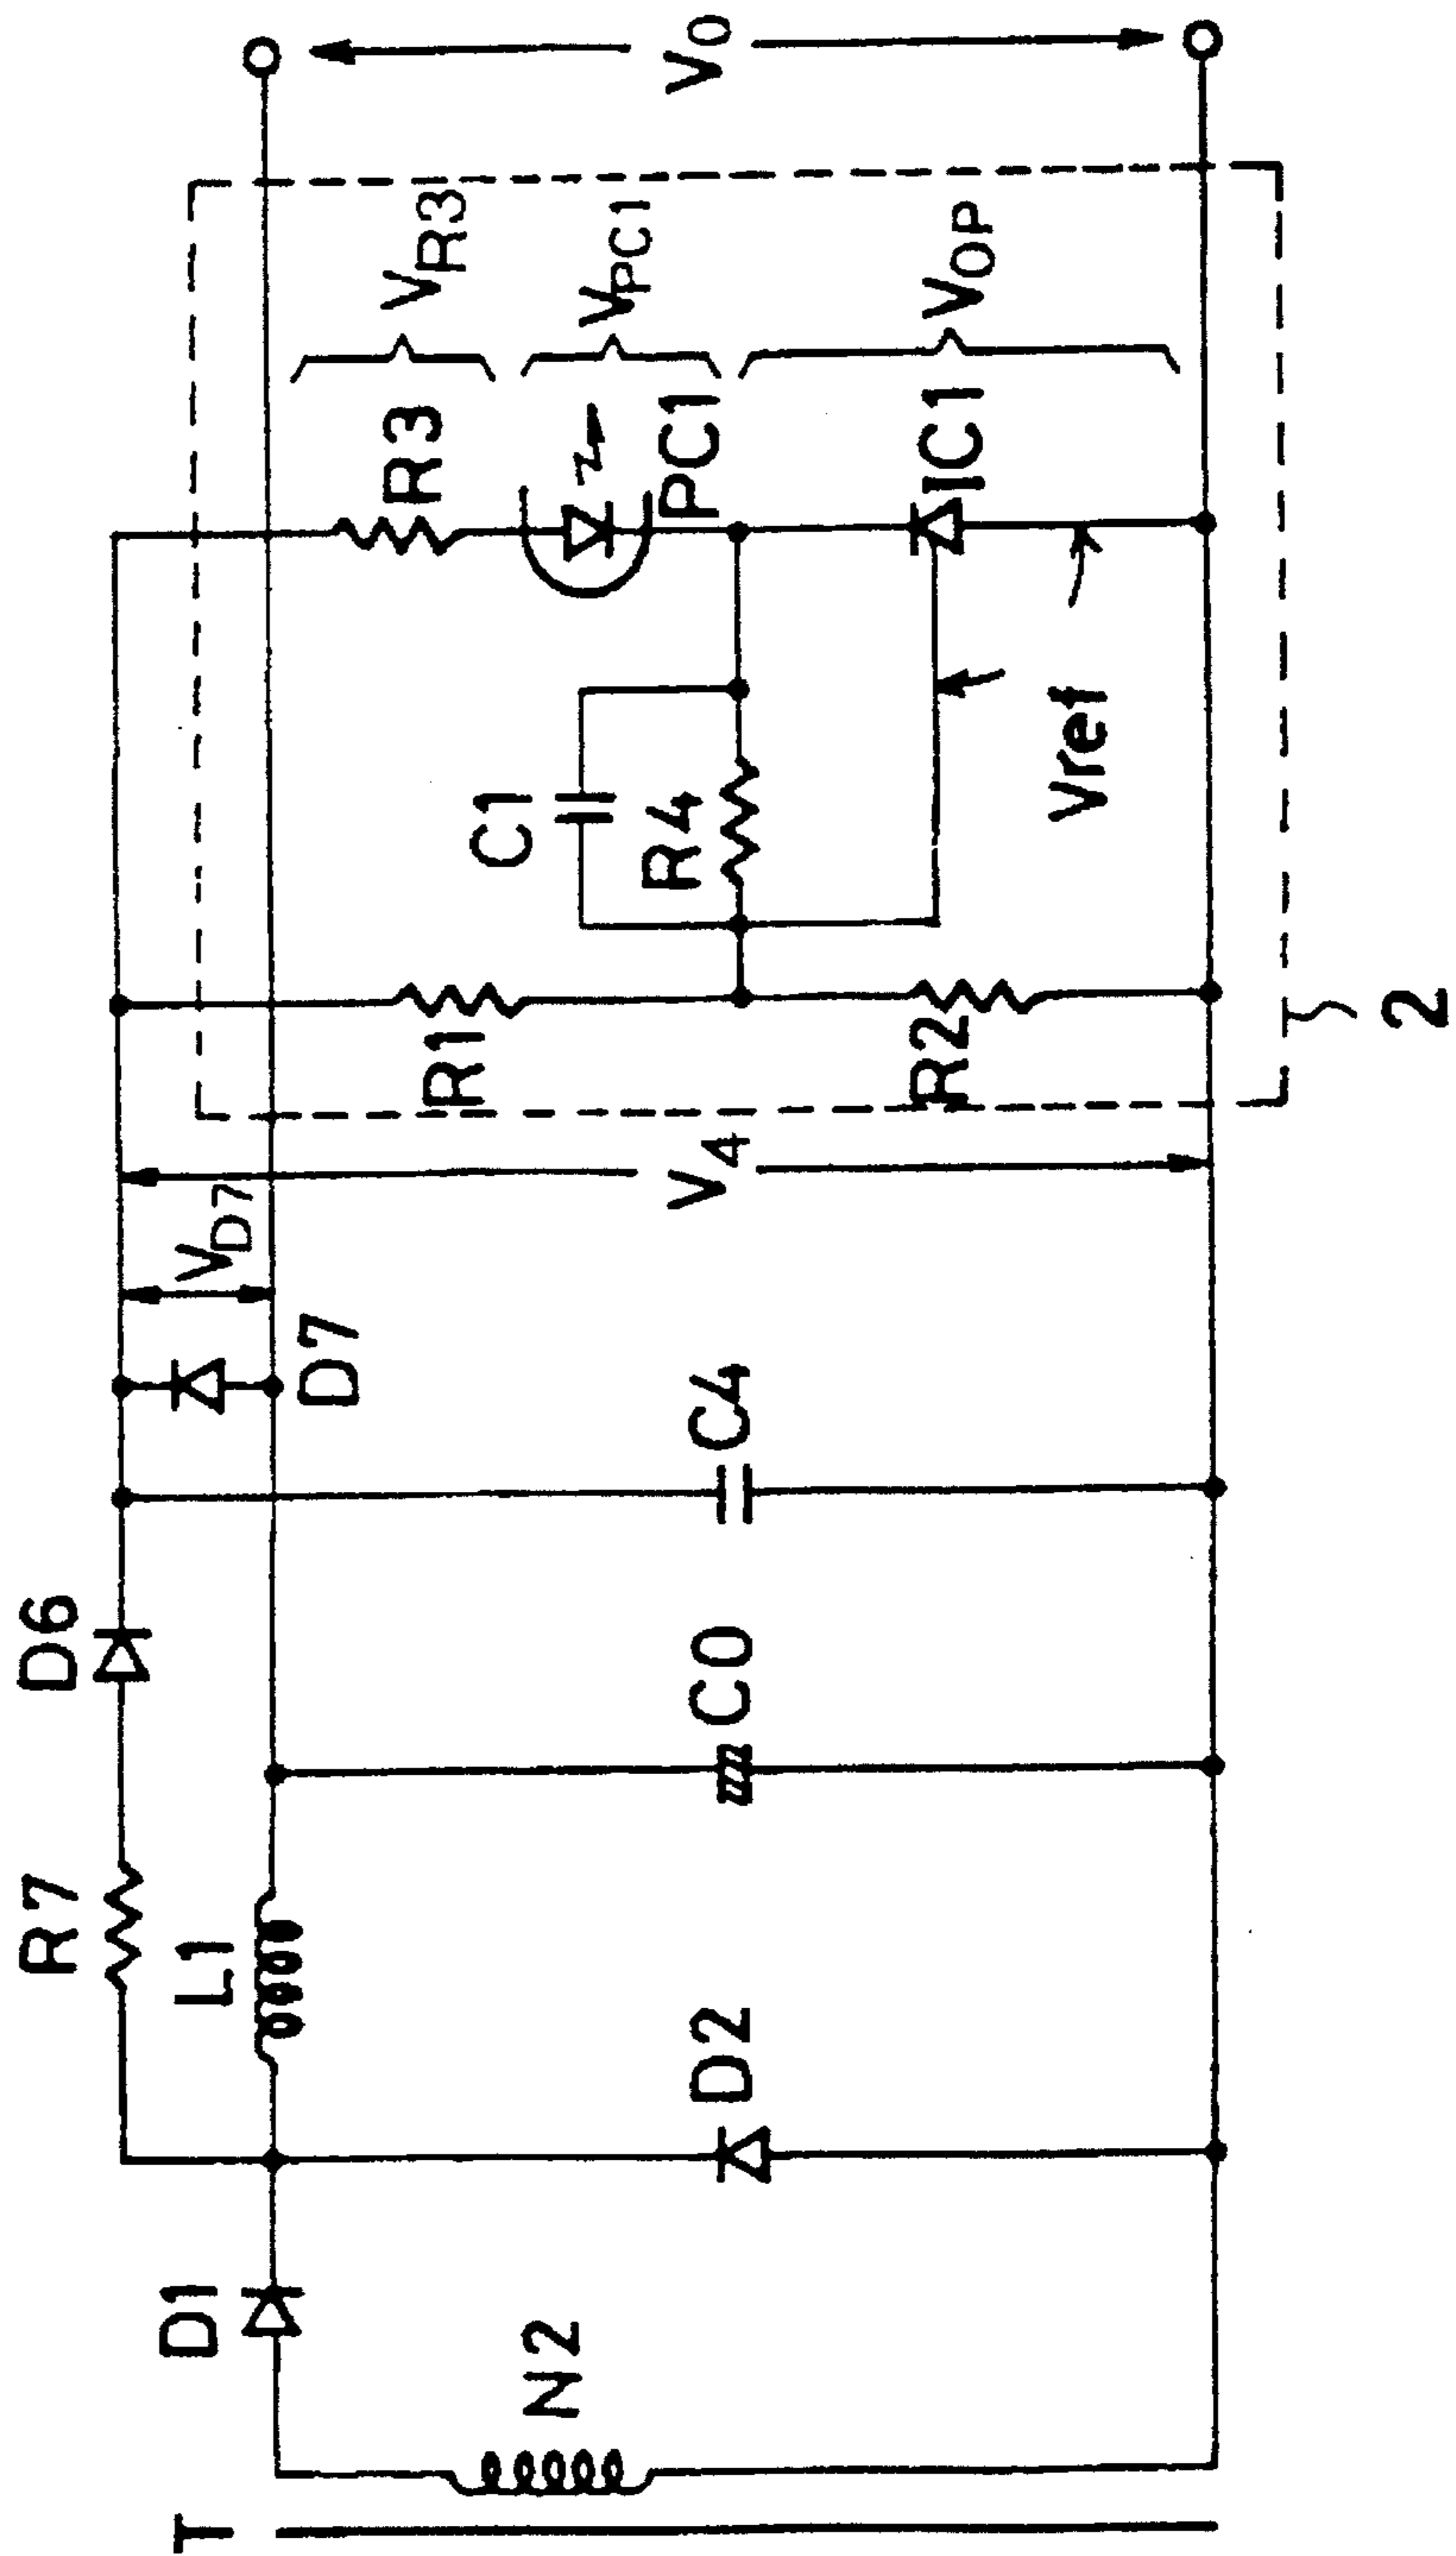 T
N2
D1
D2
R7
L1
D6
C0
C4
D7
VD7
V4
R1
R2
C1
R4
Vref
R3
PC1
IC1
VR3
VPC1
VOP
VO
2